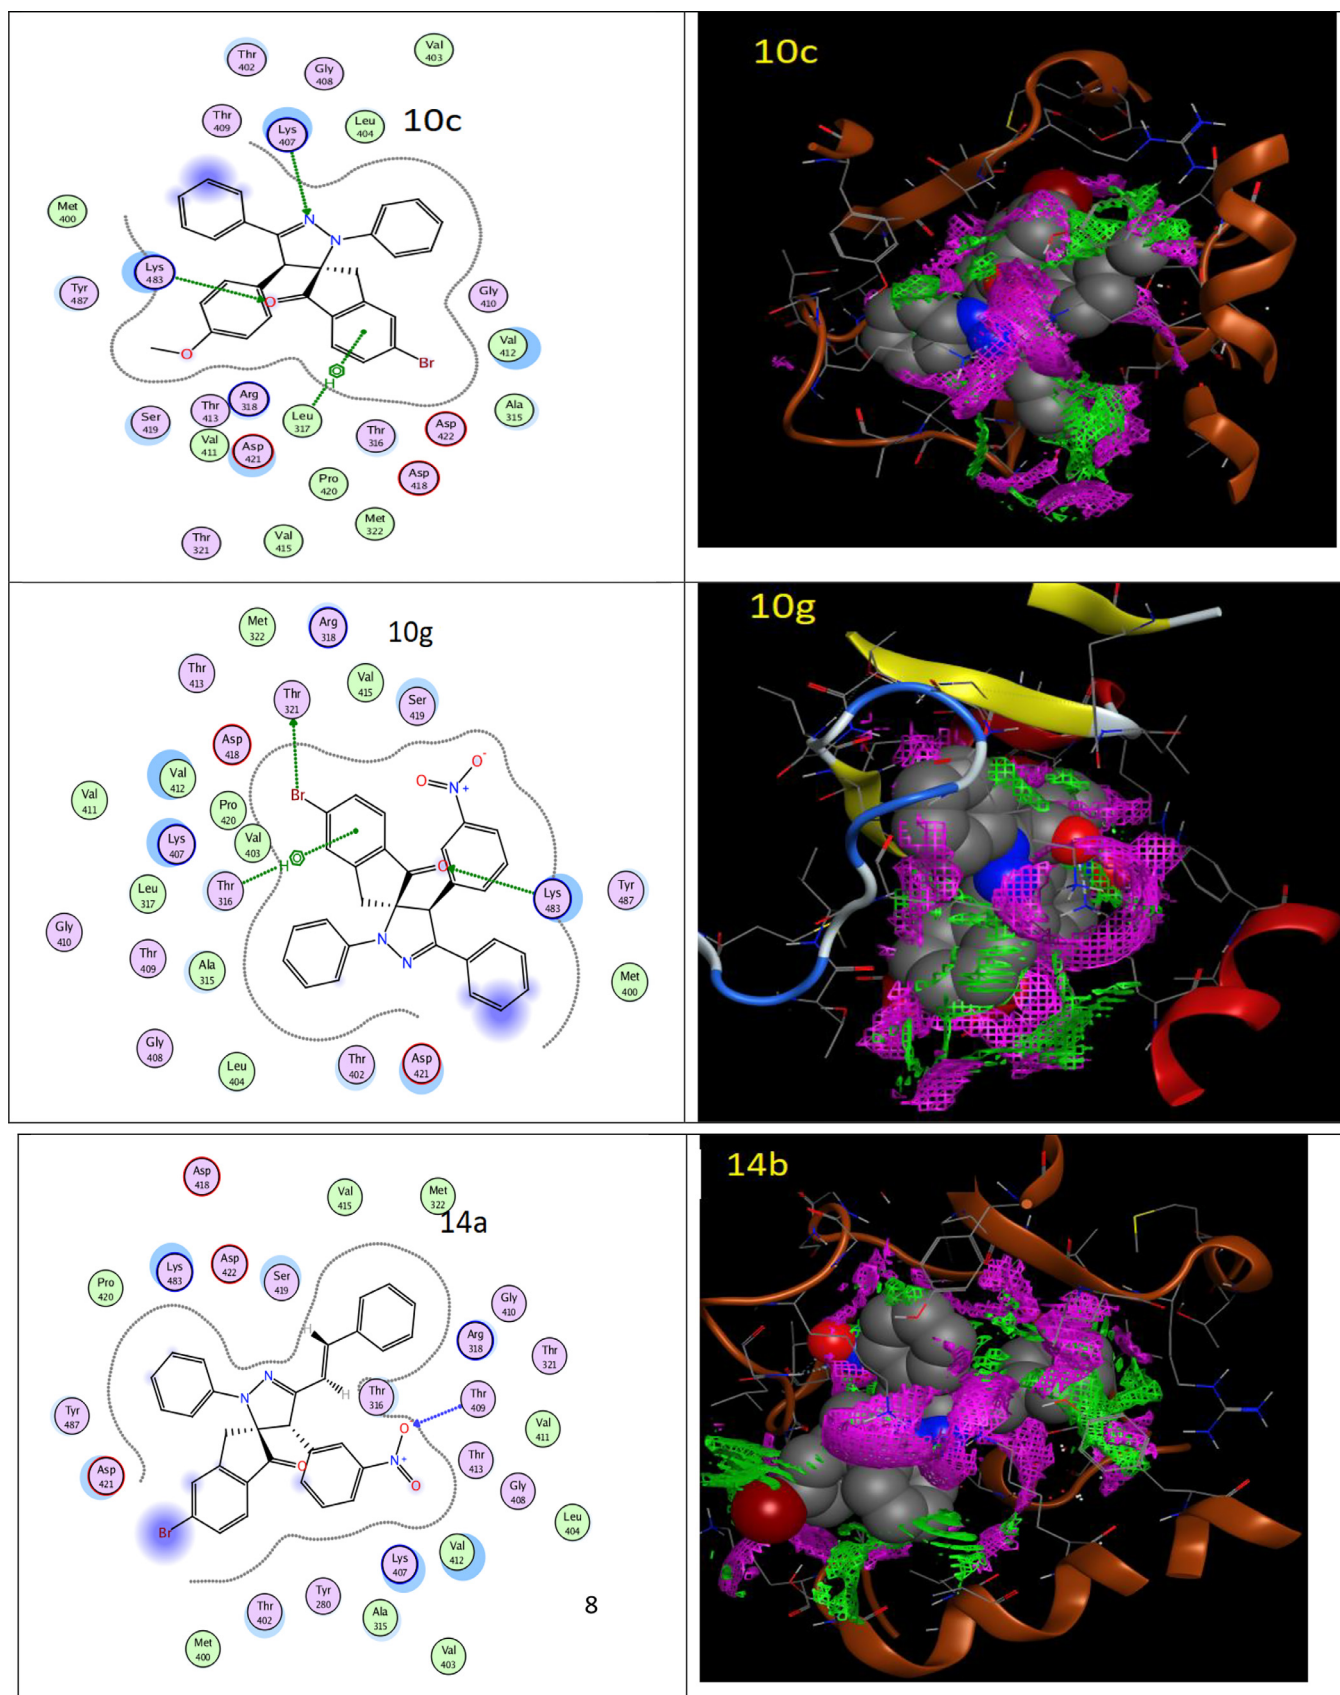 Val
403
Thr
402
Gly
408
Thr
409
Lys
407
Leu
404
10c
Met
400
N
N
Lys
483
Tyr
487
O
Gly
410
Val
412
O
Br
H
Arg
318
Thr
413
Ser
419
Leu
317
Ala
315
Val
411
Asp
421
Thr
316
Asp
422
Pro
420
Asp
418
Met
322
Thr
321
Val
415
10c
Met
322
Arg
318
10g
Thr
413
Thr
321
Val
415
Ser
419
Asp
418
O
O-
N+
Val
412
Br
Val
411
Pro
420
Lys
407
Val
403
H
O
Thr
316
Leu
317
Lys
483
Tyr
487
Gly
410
N
N
Thr
409
Ala
315
Met
400
Gly
408
Leu
404
Thr
402
Asp
421
10g
Asp
418
Val
415
Met
322
14a
Lys
483
Asp
422
Ser
419
Pro
420
Gly
410
H
Arg
318
Thr
321
N
N
H
Thr
316
Thr
409
Tyr
487
O-
Val
411
Asp
421
O
N+
Thr
413
O
Gly
408
Br
Leu
404
Lys
407
Val
412
Thr
402
Tyr
280
Ala
315
8
Met
400
Val
403
14b